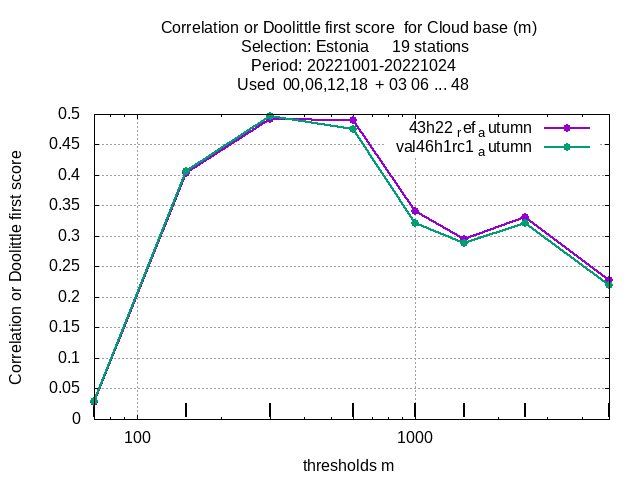 Correlation or Doolittle first score for Cloud base (m)
Selection: Estonia 19 stations
Period: 20221001-20221024
Used 00,06,12,18 + 03 06 ... 48
43h22 ref a utumn
val46h1rc1 a utumn
Correlation or Doolittle first score
0.5
0.45
0.4
0.35
0.3
0.25
0.2
0.15
0.1
0.05
0
100 1000
thresholds m